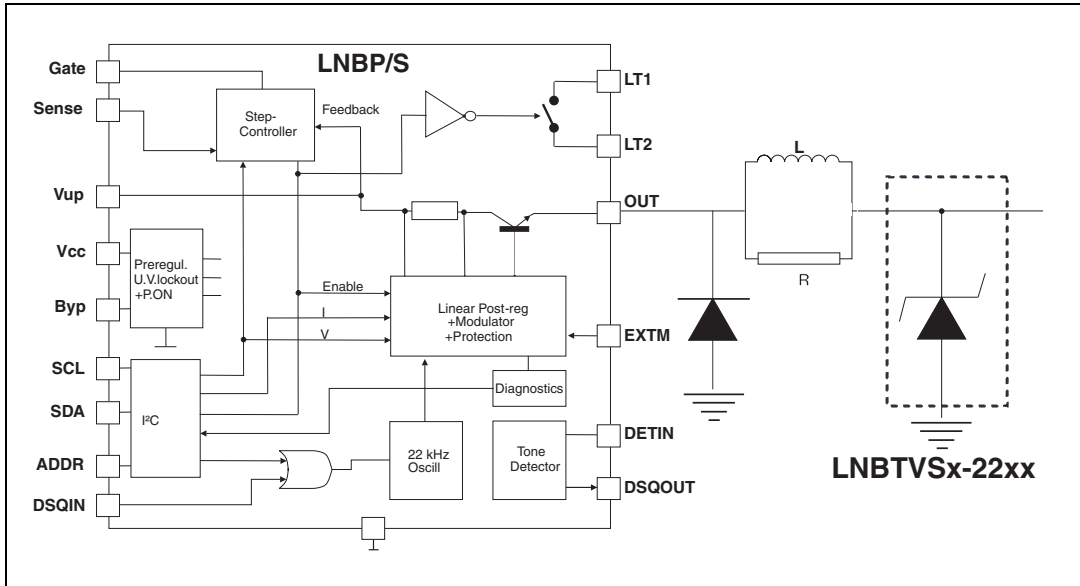 LNBP/S
Gate
Sense
Vup
Vcc
Byp
SCL
SDA
ADDR
DSQIN
Step-
Controller
Feedback
Preregul.
U.V.lockout
+P.ON
Enable
I
V
Linear Post-reg
+Modulator
+Protection
Diagnostics
I²C
22 kHz
Oscill
Tone
Detector
LT1
LT2
OUT
EXTM
DETIN
DSQOUT
L
R
LNBTVSx-22xx